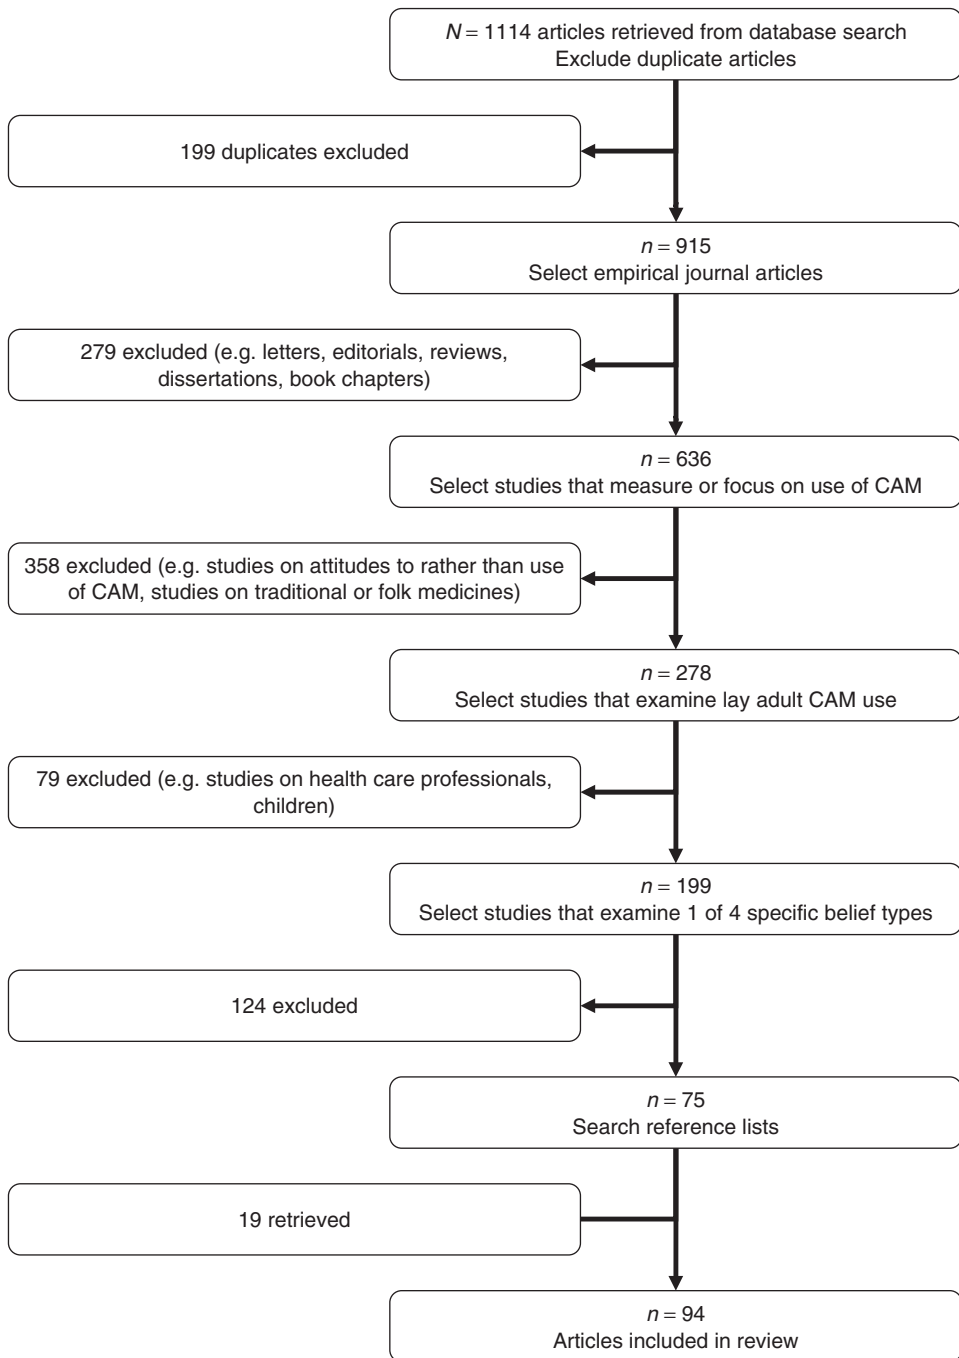 N = 1114 articles retrieved from database search
Exclude duplicate articles
199 duplicates excluded
n = 915
Select empirical journal articles
279 excluded (e.g. letters, editorials, reviews,
dissertations, book chapters)
n = 636
Select studies that measure or focus on use of CAM
358 excluded (e.g. studies on attitudes to rather than use
of CAM, studies on traditional or folk medicines)
n = 278
Select studies that examine lay adult CAM use
79 excluded (e.g. studies on health care professionals,
children)
n = 199
Select studies that examine 1 of 4 specific belief types
124 excluded
n = 75
Search reference lists
19 retrieved
n = 94
Articles included in review